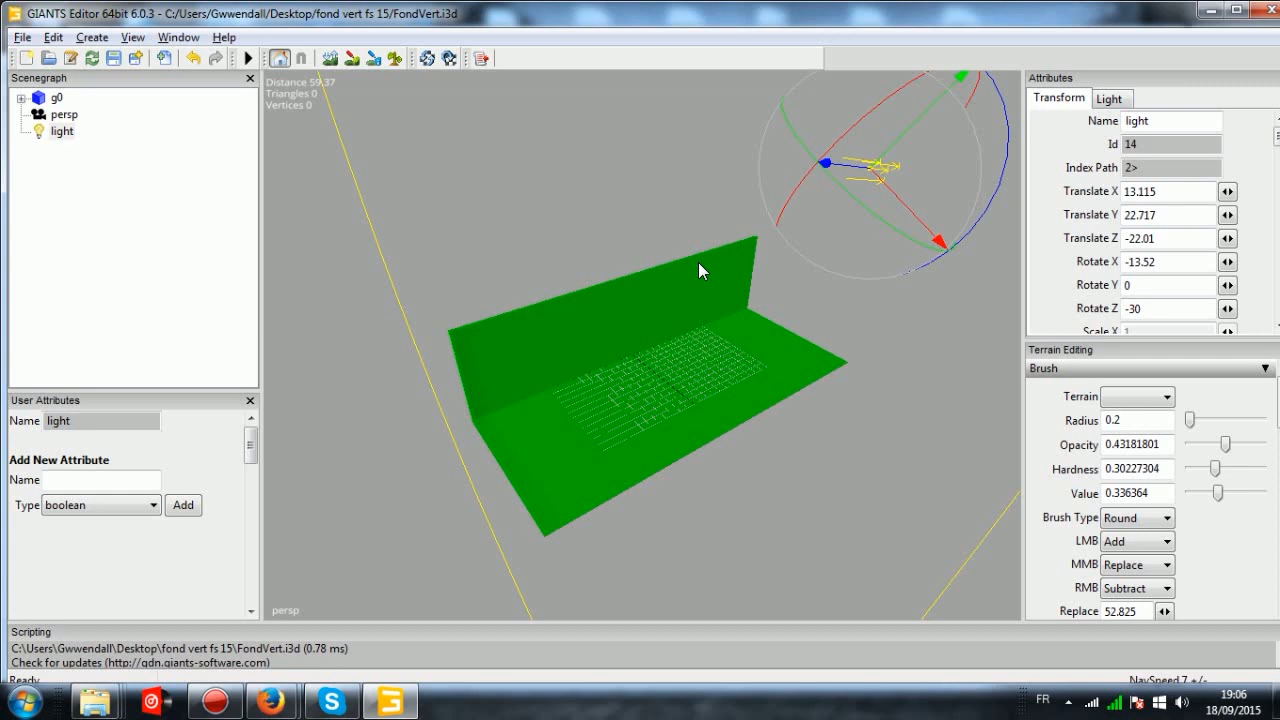 GIANTS Editor 64bit 6.0.3 - C:/Users/Gwwendall/Desktop/fond vert fs 15/FondVert.i3d
File Edit Create View Window Help
Scenegraph
g0
persp
light
User Attributes
Name light
Add New Attribute
Name
Type boolean Add
Distance 59.37
Triangles 0
Vertices 0
persp
Attributes
Transform Light
Name light
Id 14
Index Path 2>
Translate X 13.115
Translate Y 22.717
Translate Z -22.01
Rotate X -13.52
Rotate Y 0
Rotate Z -30
Scale X 1
Terrain Editing
Brush
Terrain
Radius 0.2
Opacity 0.43181801
Hardness 0.30227304
Value 0.336364
Brush Type Round
LMB Add
MMB Replace
RMB Subtract
Replace 52.825
Scripting
C:\Users\Gwwendall\Desktop\fond vert fs 15\FondVert.i3d (0.78 ms)
Check for updates (http://gdn.giants-software.com)
Ready
NavSpeed 7 +/-
FR
19:06
18/09/2015